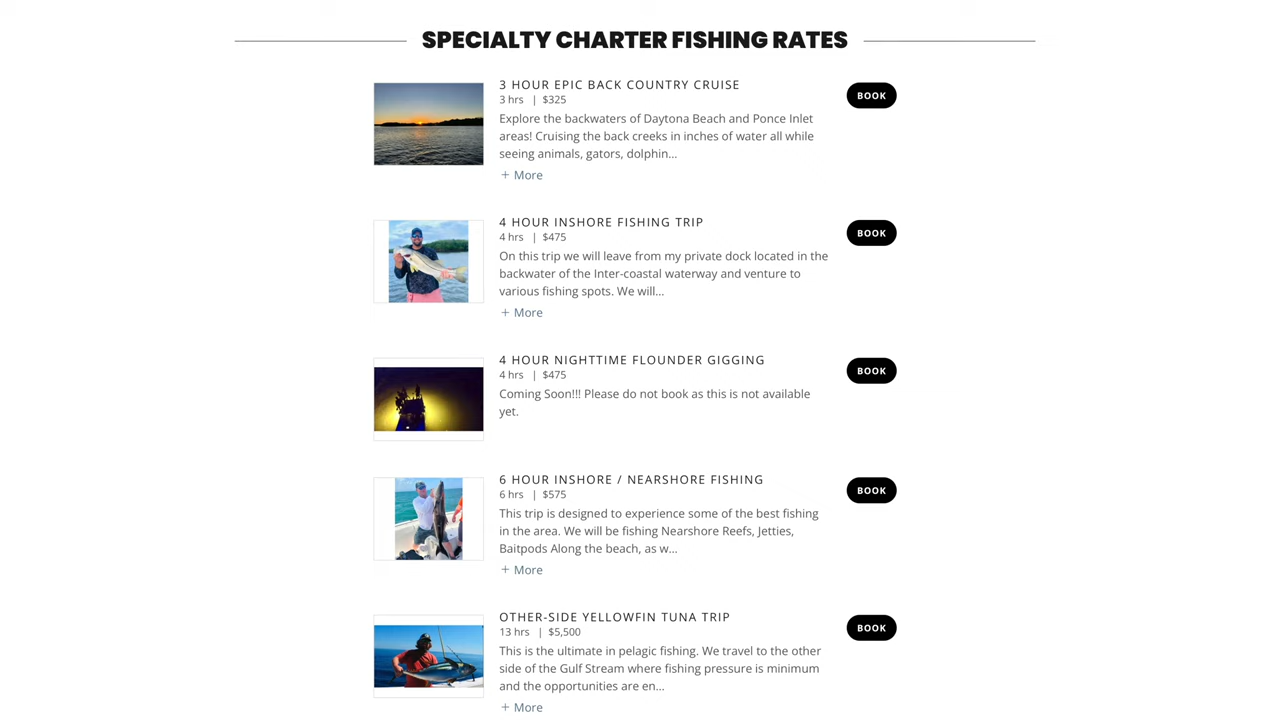 SPECIALTY CHARTER FISHING RATES
3 HOUR EPIC BACK COUNTRY CRUISE
BOOK
3 hrs | $325
Explore the backwaters of Daytona Beach and Ponce Inlet
areas! Cruising the back creeks in inches of water all while
seeing animals, gators, dolphin...
+ More
4 HOUR INSHORE FISHING TRIP
BOOK
4 hrs | $475
On this trip we will leave from my private dock located in the
backwater of the Inter-coastal waterway and venture to
various fishing spots. We will...
+ More
4 HOUR NIGHTTIME FLOUNDER GIGGING
BOOK
4 hrs | $475
Coming Soon!!! Please do not book as this is not available
yet.
6 HOUR INSHORE / NEARSHORE FISHING
BOOK
6 hrs | $575
This trip is designed to experience some of the best fishing
in the area. We will be fishing Nearshore Reefs, Jetties,
Baitpods Along the beach, as w...
+ More
OTHER-SIDE YELLOWFIN TUNA TRIP
BOOK
13 hrs | $5,500
This is the ultimate in pelagic fishing. We travel to the other
side of the Gulf Stream where fishing pressure is minimum
and the opportunities are en...
+ More